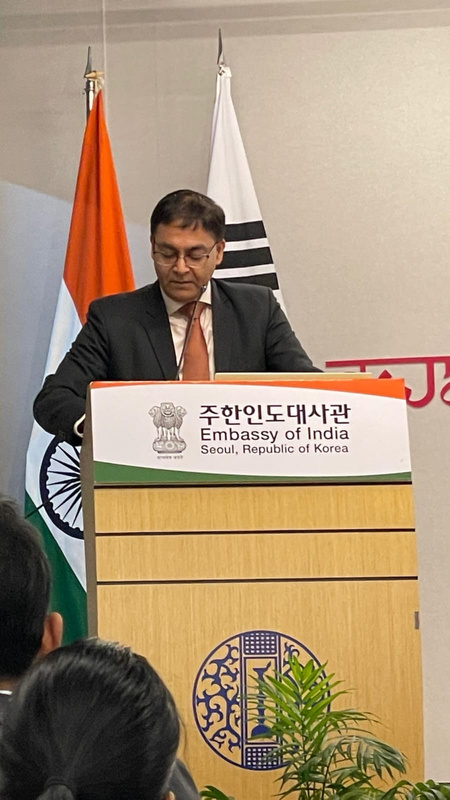 주한인도대사관
Embassy of India
Seoul, Republic of Korea